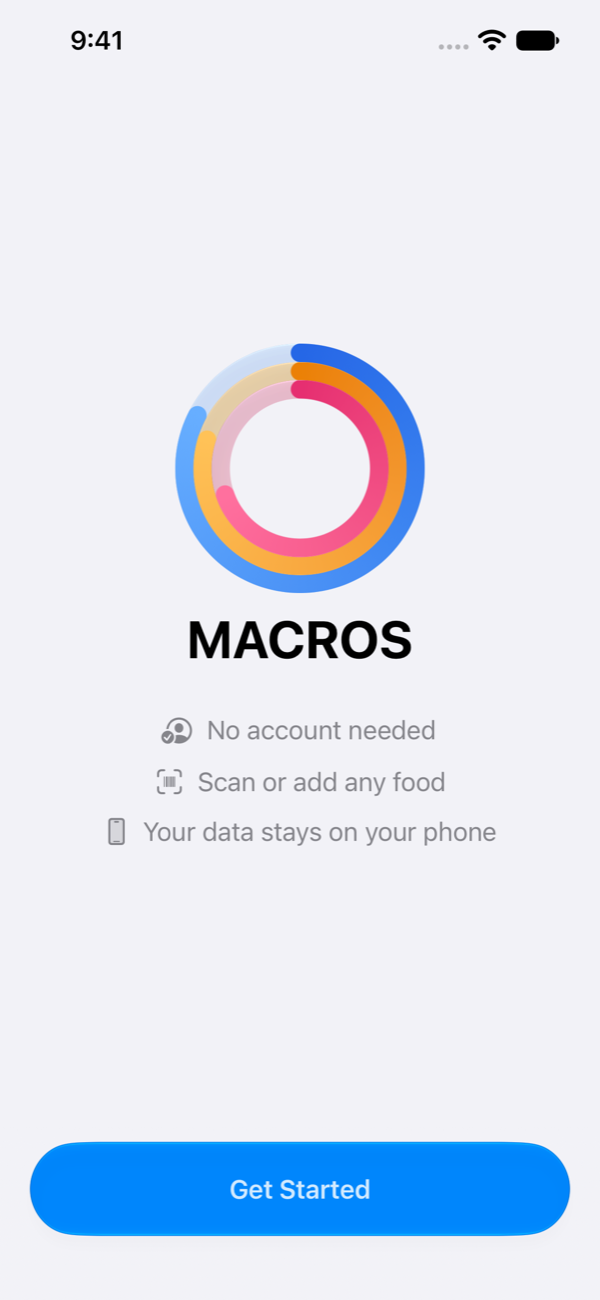 9:41
MACROS
No account needed
Scan or add any food
Your data stays on your phone
Get Started